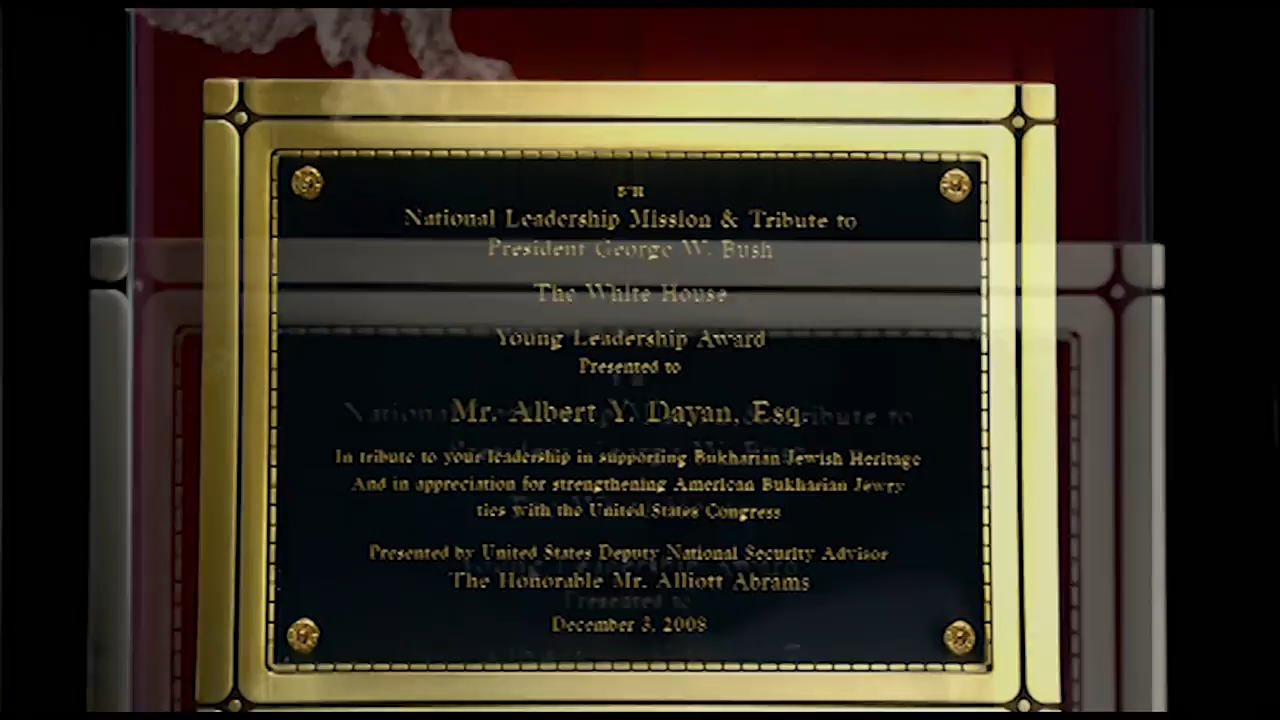 National Leadership Mission & Tribute to
President George W. Bush
The White House
Young Leadership Award
Presented to
Mr. Albert Y. Dayan, Esq.
In tribute to your leadership in supporting Bukharian Jewish Heritage
And in appreciation for strengthening American Bukharian Jewry
ties with the United States Congress
Presented by United States Deputy National Security Advisor
The Honorable Mr. Alliott Abrams
December 3, 2008